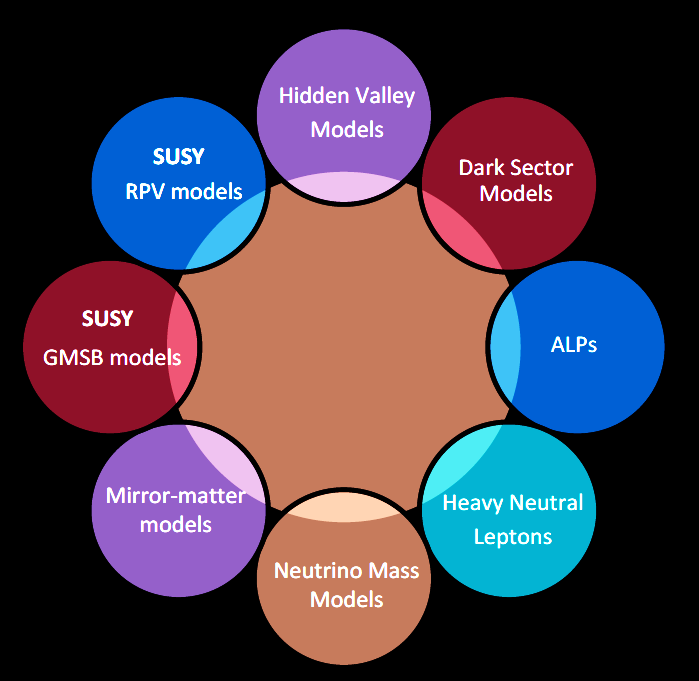 Hidden Valley
Models
SUSY
RPV models
Dark Sector
Models
SUSY
GMSB models
ALPs
Mirror-matter
models
Heavy Neutral
Leptons
Neutrino Mass
Models